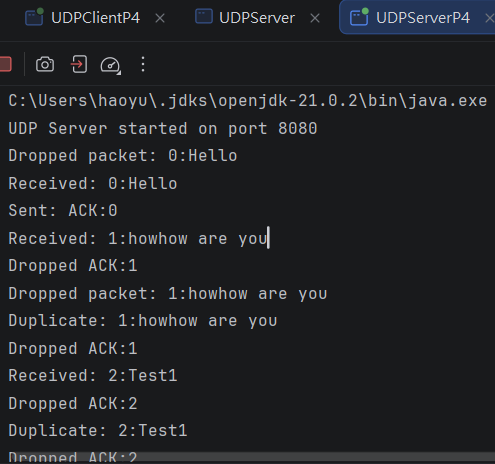 UDPClientP4 UDPServer UDPServerP4
C:\Users\haoyu\.jdks\openjdk-21.0.2\bin\java.exe
UDP Server started on port 8080
Dropped packet: 0:Hello
Received: 0:Hello
Sent: ACK:0
Received: 1:howhow are you
Dropped ACK:1
Dropped packet: 1:howhow are you
Duplicate: 1:howhow are you
Dropped ACK:1
Received: 2:Test1
Dropped ACK:2
Duplicate: 2:Test1
Dropped ACK:2